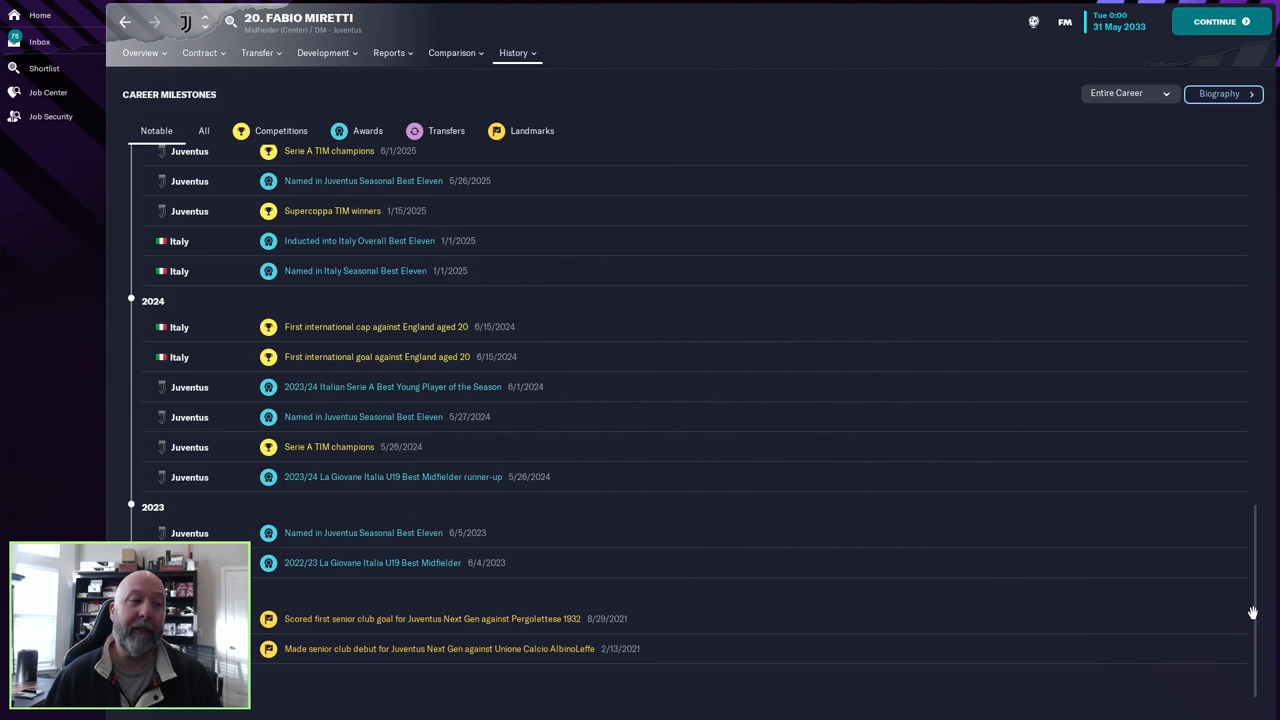 Home
75
Inbox
Shortlist
Job Center
Job Security
20. FABIO MIRETTI
Midfielder (Center) / DM - Juventus
FM
Tue 0:00
31 May 2033
CONTINUE
Overview
Contract
Transfer
Development
Reports
Comparison
History
CAREER MILESTONES
Entire Career
Biography
Notable
All
Competitions
Awards
Transfers
Landmarks
Juventus Serie A TIM champions 6/1/2025
Juventus Named in Juventus Seasonal Best Eleven 5/26/2025
Juventus Supercoppa TIM winners 1/15/2025
Italy Inducted into Italy Overall Best Eleven 1/1/2025
Italy Named in Italy Seasonal Best Eleven 1/1/2025
2024
Italy First international cap against England aged 20 6/15/2024
Italy First international goal against England aged 20 6/15/2024
Juventus 2023/24 Italian Serie A Best Young Player of the Season 6/1/2024
Juventus Named in Juventus Seasonal Best Eleven 5/27/2024
Juventus Serie A TIM champions 5/26/2024
Juventus 2023/24 La Giovane Italia U19 Best Midfielder runner-up 5/26/2024
2023
Juventus Named in Juventus Seasonal Best Eleven 6/5/2023
2022/23 La Giovane Italia U19 Best Midfielder 6/4/2023
Scored first senior club goal for Juventus Next Gen against Pergolettese 1932 8/29/2021
Made senior club debut for Juventus Next Gen against Unione Calcio AlbinoLeffe 2/13/2021